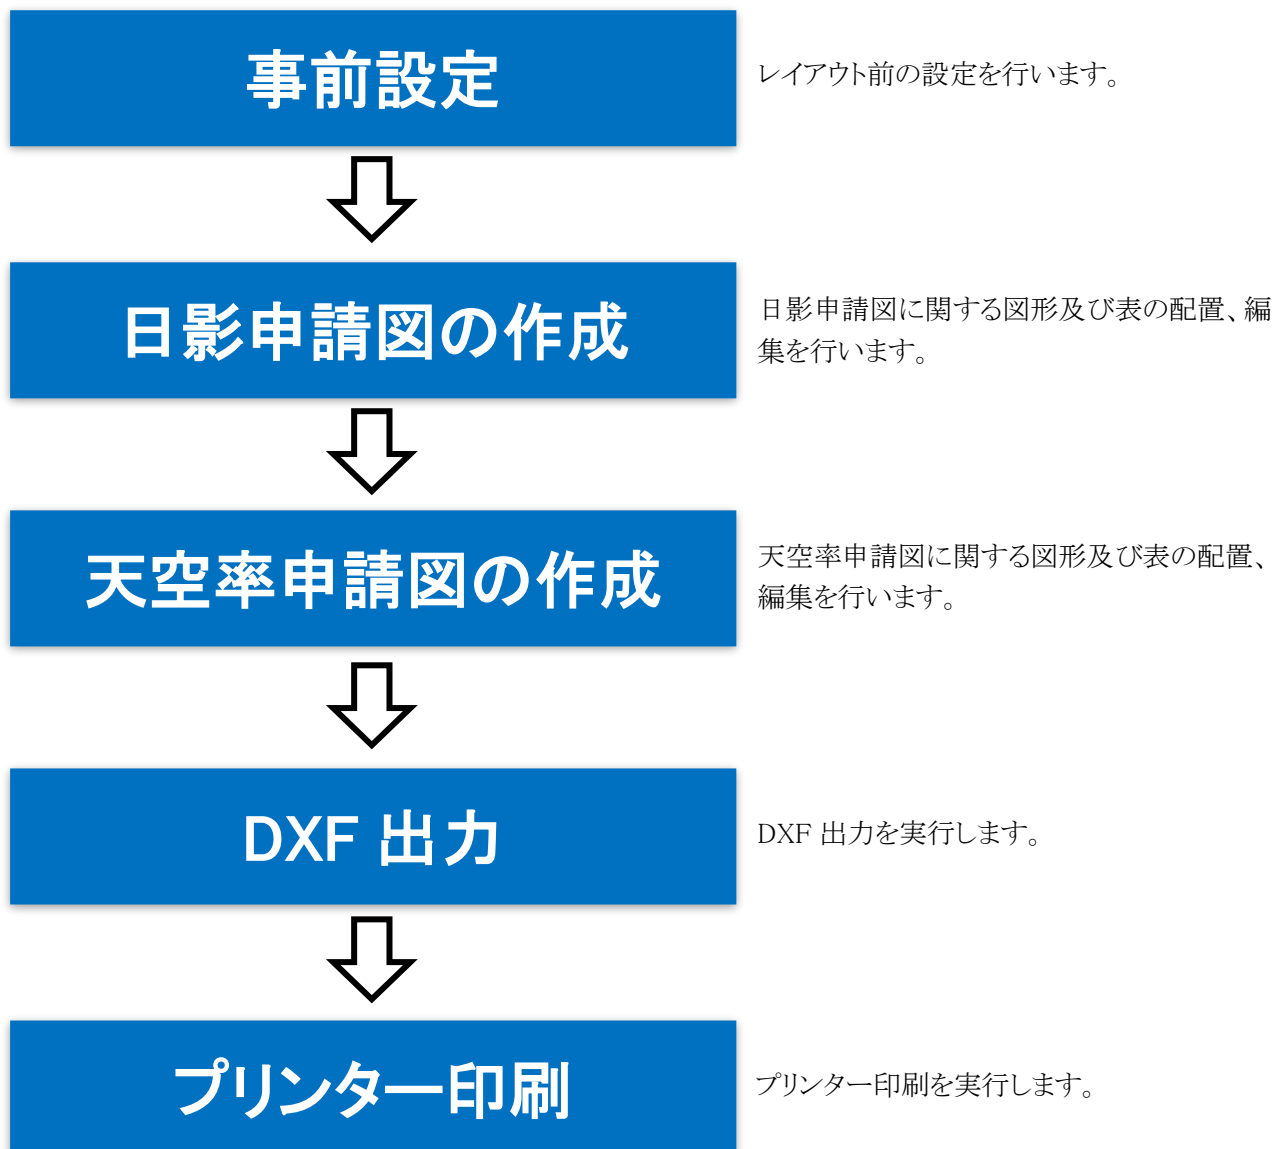 事前設定
レイアウト前の設定を行います。
日影申請図の作成
日影申請図に関する図形及び表の配置、編
集を行います。
天空率申請図の作成
天空率申請図に関する図形及び表の配置、
編集を行います。
DXF 出力
DXF 出力を実行します。
プリンター印刷
プリンター印刷を実行します。